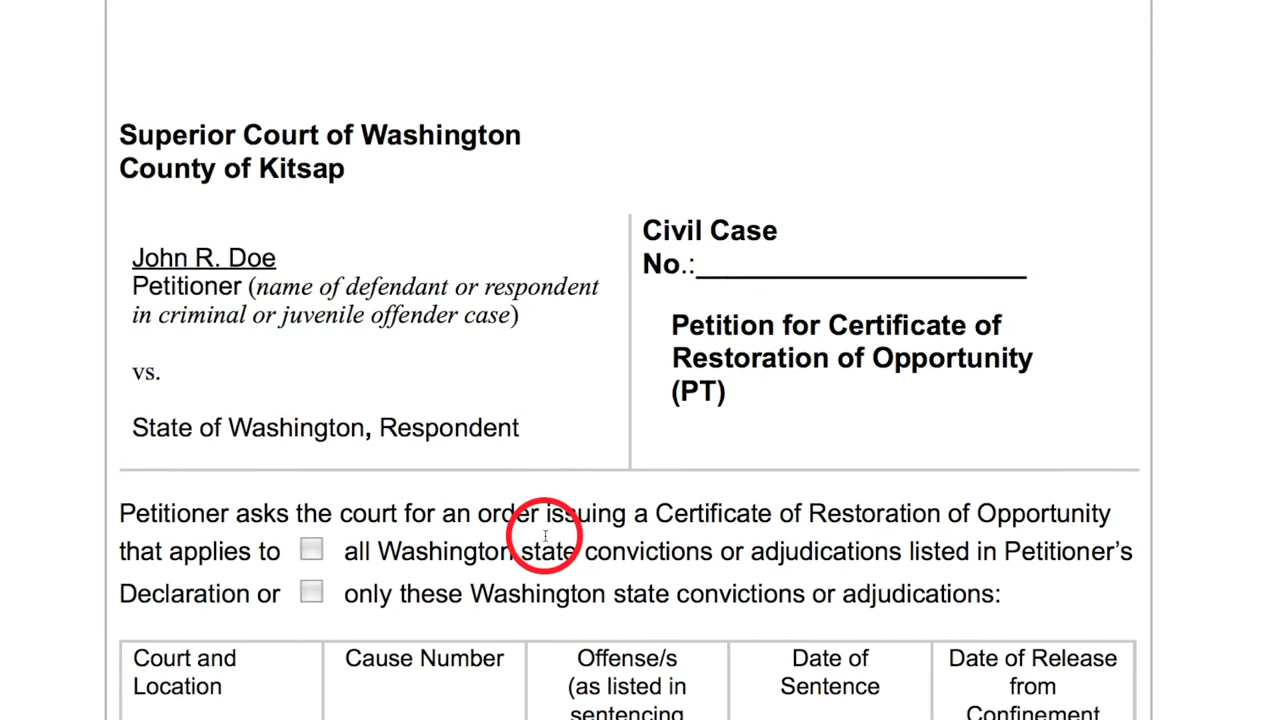 Superior Court of Washington
County of Kitsap
John R. Doe
Petitioner (name of defendant or respondent
in criminal or juvenile offender case)
vs.
State of Washington, Respondent
Civil Case
No.:______________________
Petition for Certificate of
Restoration of Opportunity
(PT)
Petitioner asks the court for an order issuing a Certificate of Restoration of Opportunity
that applies to all Washington state convictions or adjudications listed in Petitioner's
Declaration or only these Washington state convictions or adjudications:
Court and
Location
Cause Number
Offense/s
(as listed in
sentencing
Date of
Sentence
Date of Release
from
Confinement